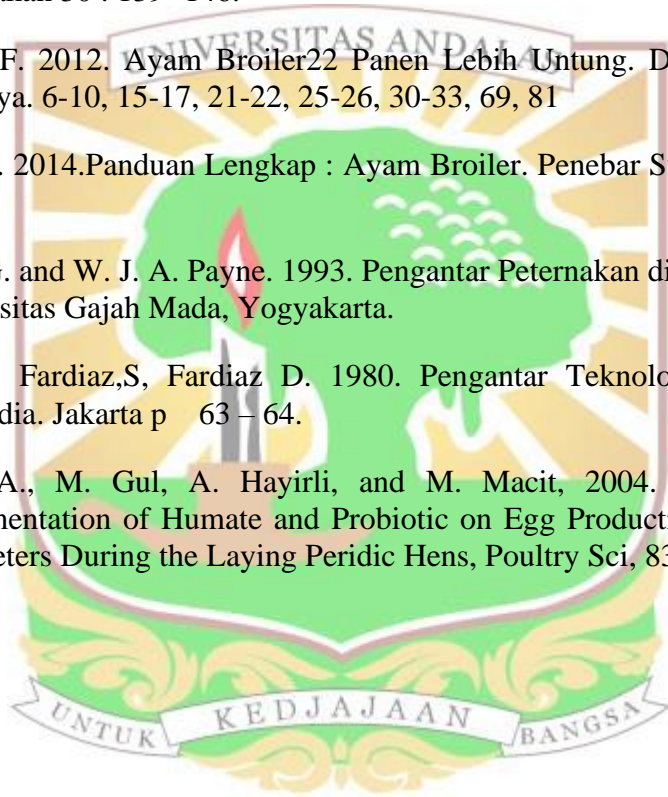 UNIVERSITAS ANDALAS
F. 2012. Ayam Broiler22 Panen Lebih Untung. D
ya. 6-10, 15-17, 21-22, 25-26, 30-33, 69, 81
. 2014.Panduan Lengkap : Ayam Broiler. Penebar S
. and W. J. A. Payne. 1993. Pengantar Peternakan di
sitas Gajah Mada, Yogyakarta.
Fardiaz,S, Fardiaz D. 1980. Pengantar Teknolo
dia. Jakarta p 63 – 64.
A., M. Gul, A. Hayirli, and M. Macit, 2004.
mentation of Humate and Probiotic on Egg Producti
eters During the Laying Peridic Hens, Poultry Sci, 83
UNTUK KEDJAJAAN BANGSA